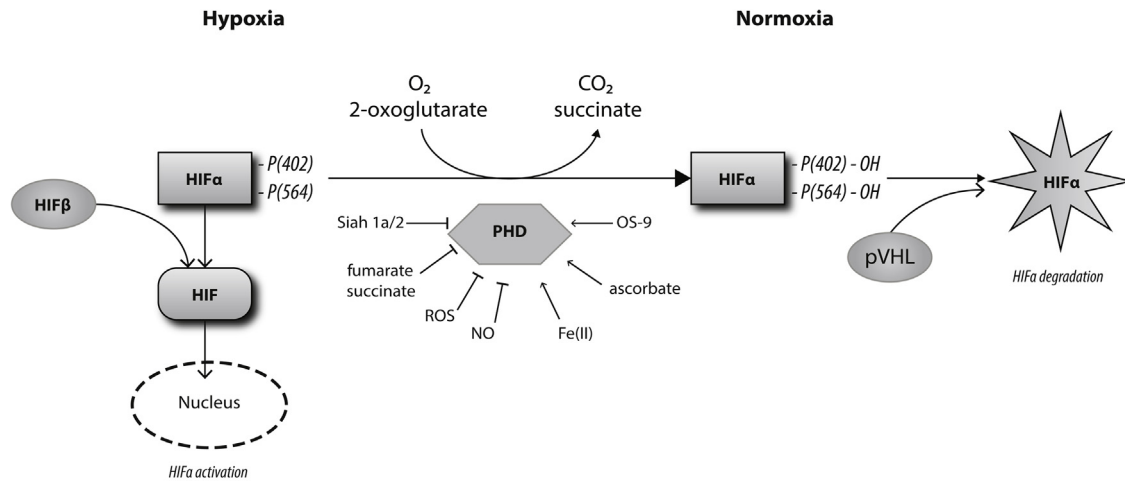 Hypoxia
Normoxia
O₂
2-oxoglutarate
CO₂
succinate
HIFα
- P(402)
- P(564)
HIFα
- P(402) - OH
- P(564) - OH
HIFα
HIFβ
Siah 1a/2
PHD
OS-9
fumarate
succinate
ROS
NO
Fe(II)
ascorbate
pVHL
HIFα degradation
HIF
Nucleus
HIFα activation